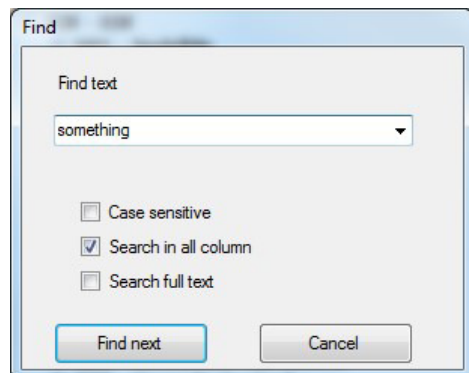 Find
Find text
something
Case sensitive
Search in all column
Search full text
Find next Cancel